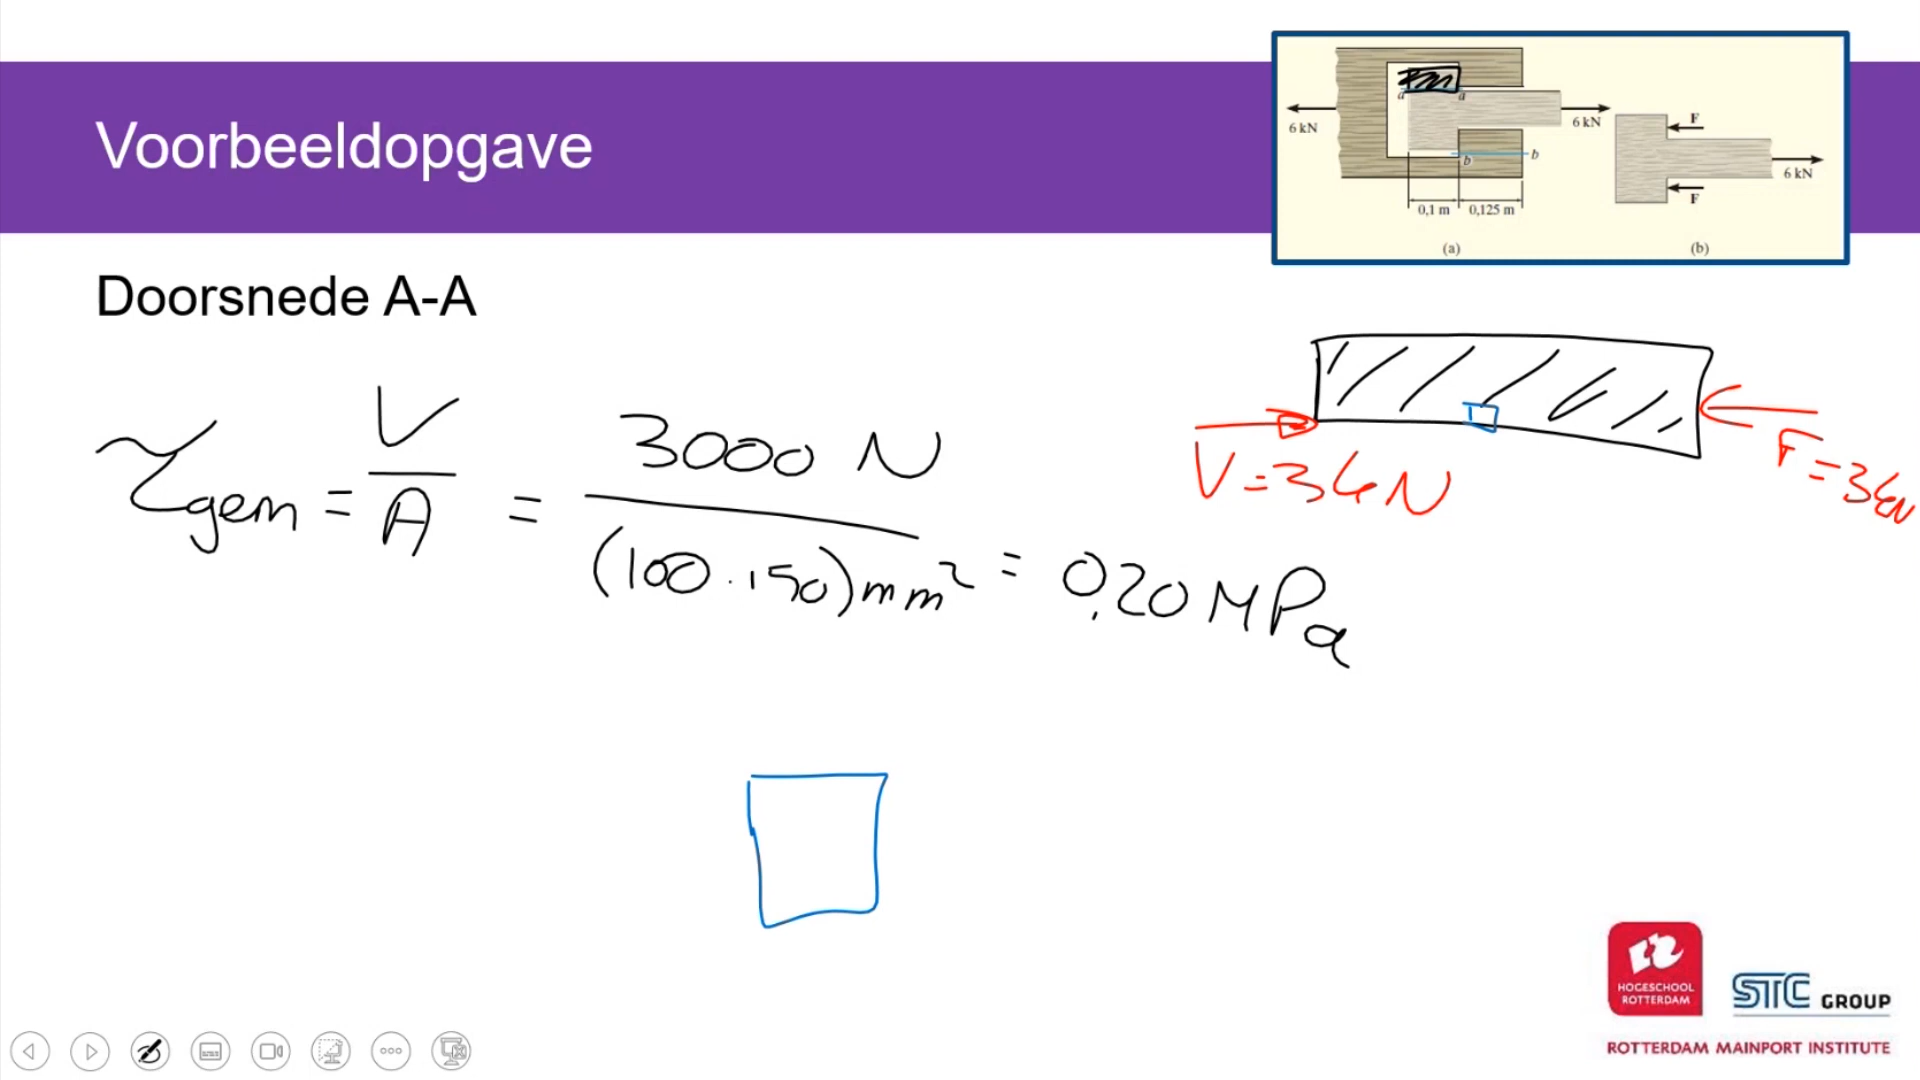 Voorbeeldopgave
6 kN
a
a
6 kN
b
b
0,1 m
0,125 m
(a)
F
F
6 kN
(b)
Doorsnede A-A
τgem = V/A = 3000 N/(100·150)mm² = 0,20 MPa
V=3kN
F=3kN
HOGESCHOOL
ROTTERDAM
STC GROUP
ROTTERDAM MAINPORT INSTITUTE